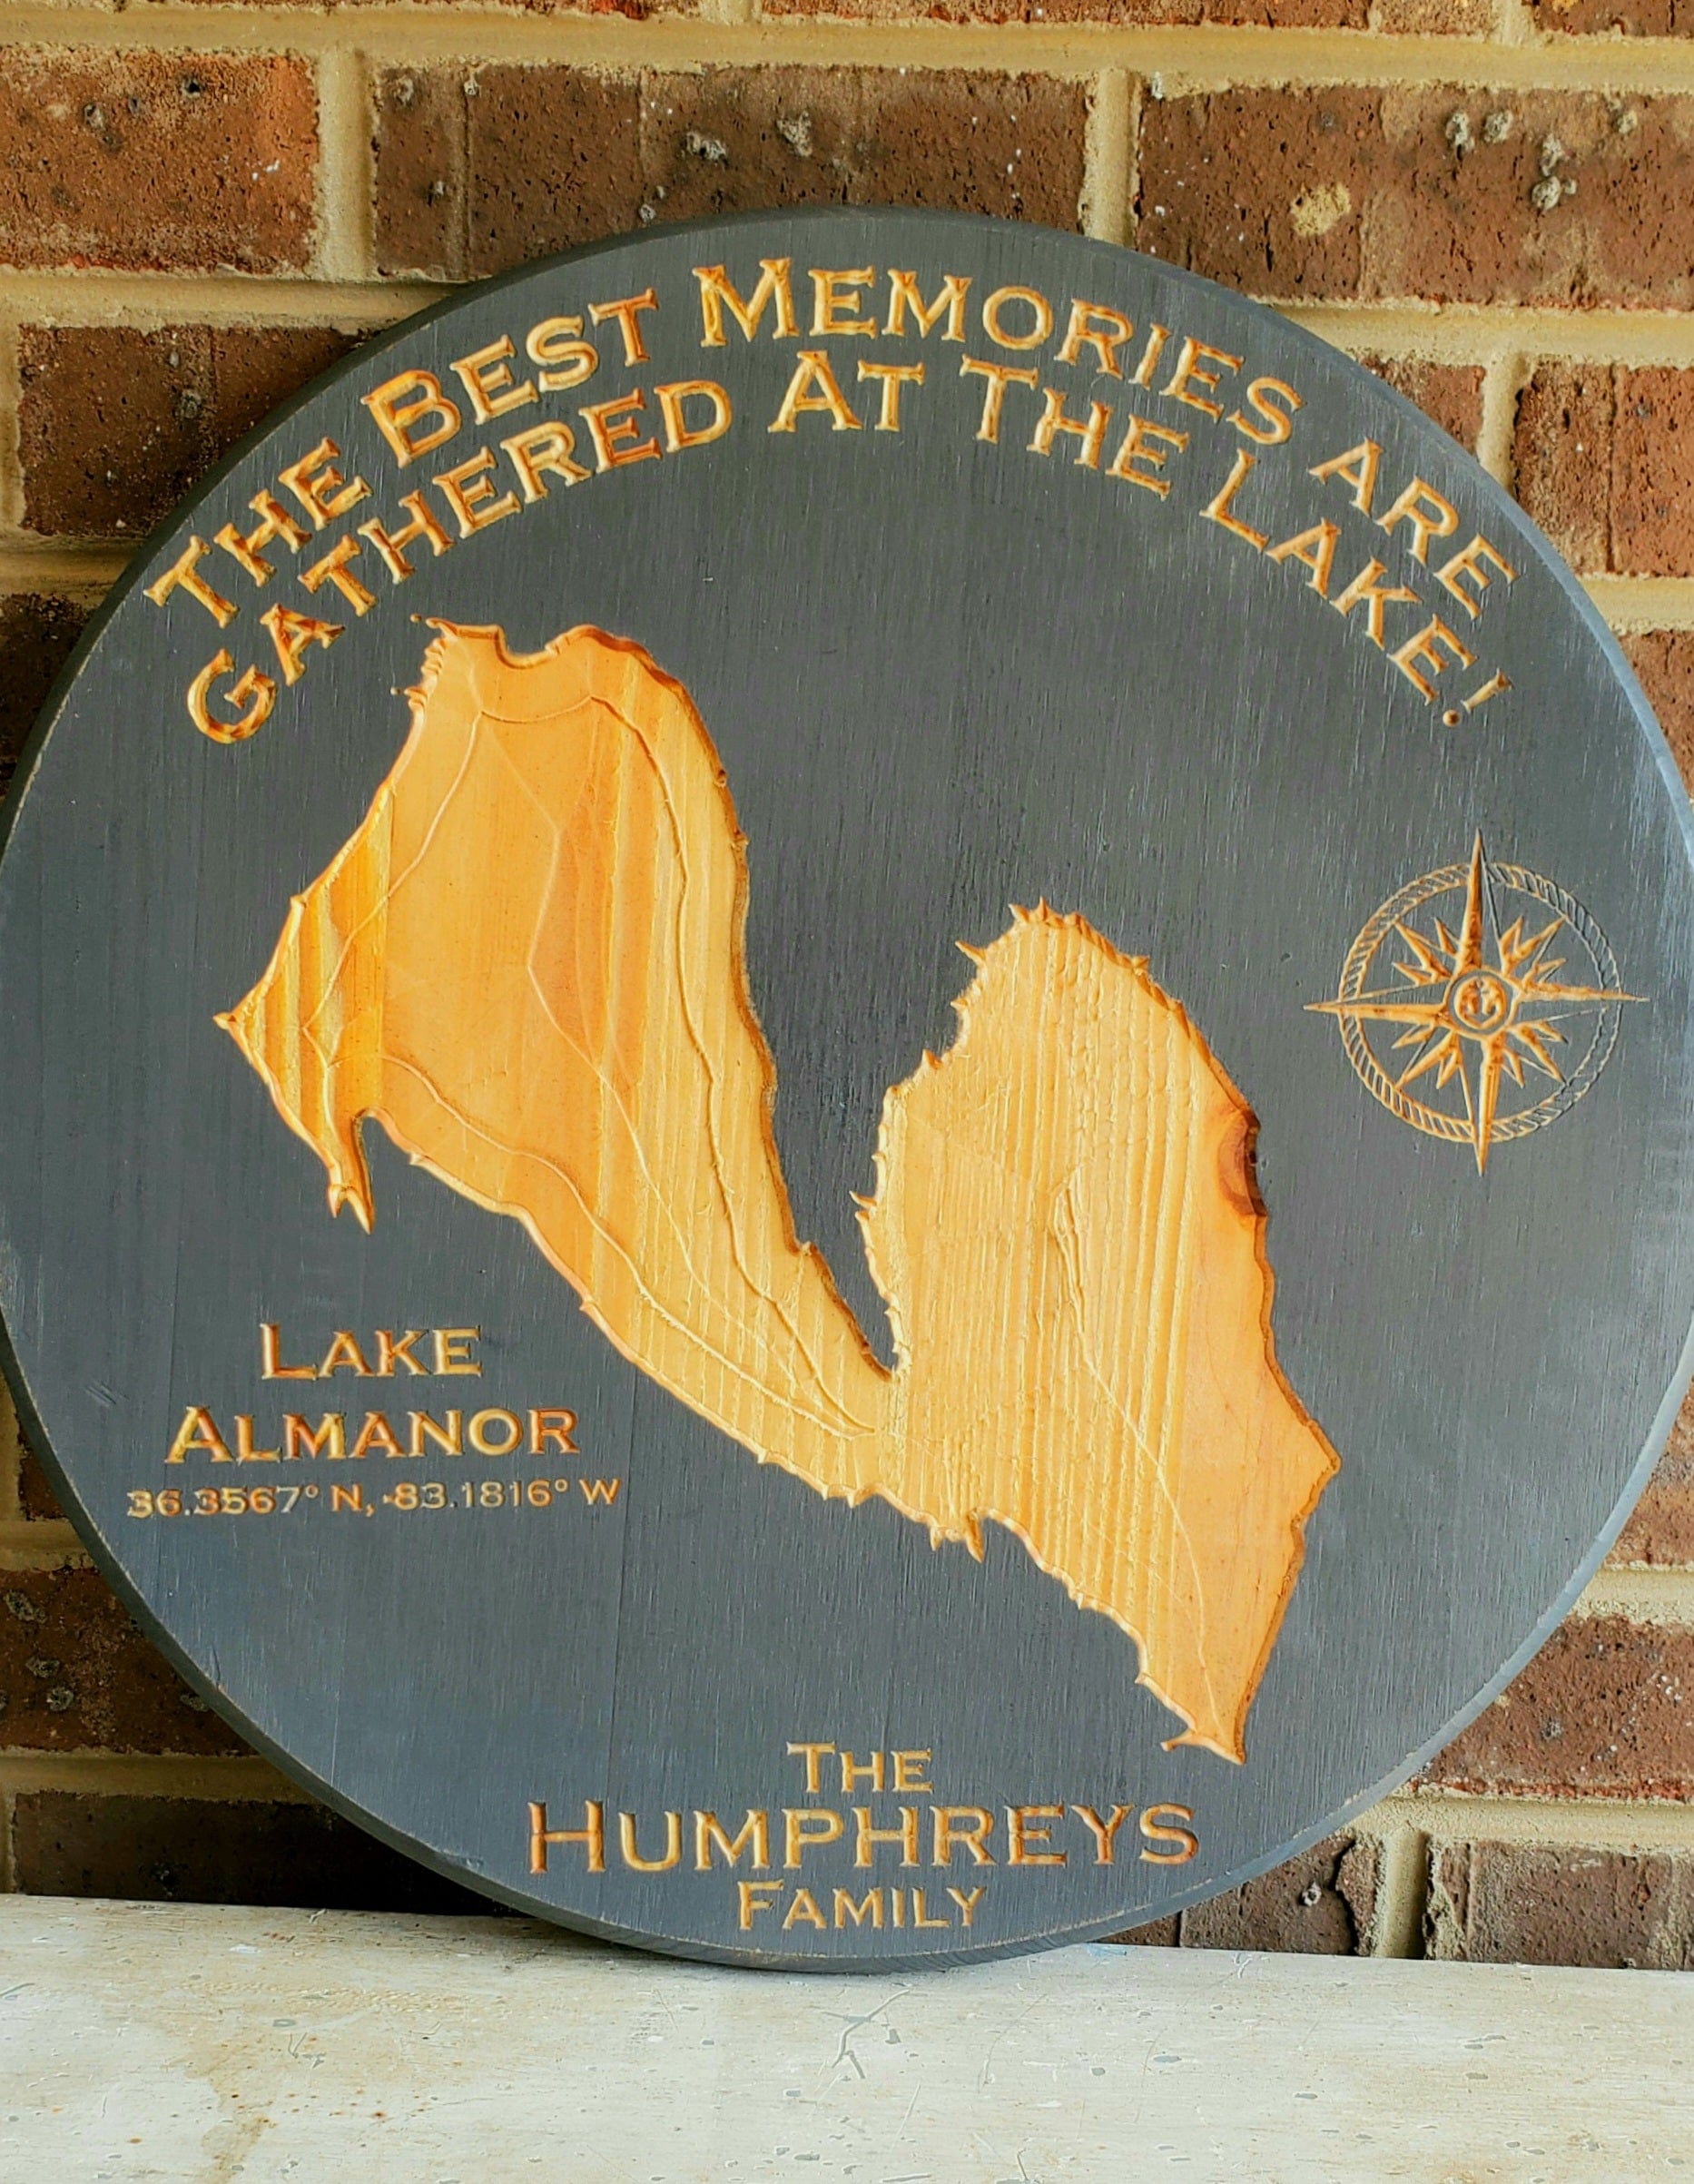 The Best Memories Are
Gathered At The Lake!
Lake
Almanor
36.3567° N, -83.1816° W
The
Humphreys
Family